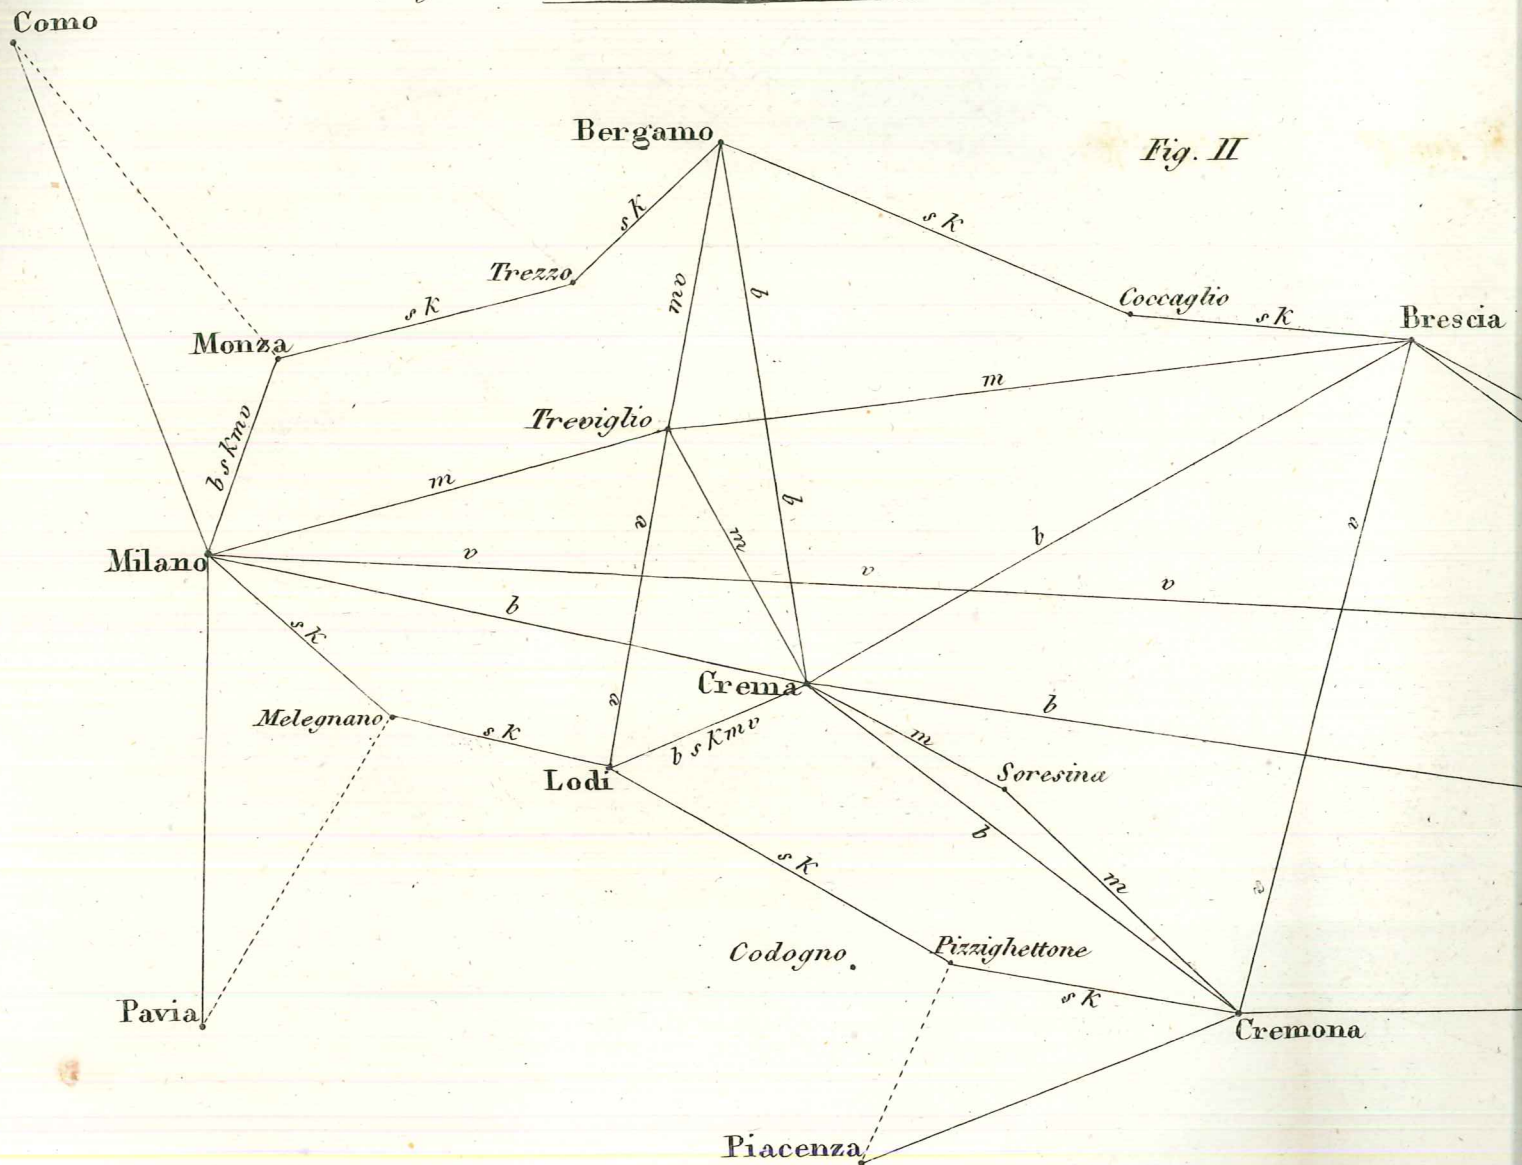 Como
Bergamo
Fig. II
s k
s k
Trezzo
a m
b
Coccaglio
s k
s k
Brescia
Monza
m
b s k m v
Treviglio
m
b
a
m
b
a
Milano
v
v
v
b
s k
Crema
a
b
Melegnano
s k
b s k m v
m
Lodi
Soresina
b
s k
m
a
Codogno
Pizzighettone
s k
Pavia
Cremona
Piacenza